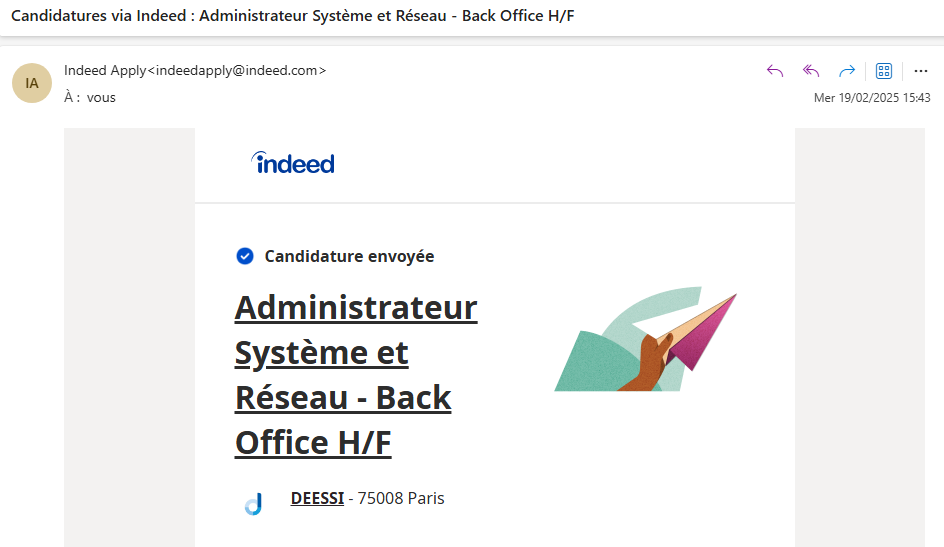 Candidatures via Indeed : Administrateur Système et Réseau - Back Office H/F
IA
Indeed Apply<indeedapply@indeed.com>
À : vous
Mer 19/02/2025 15:43
indeed
Candidature envoyée
Administrateur
Système et
Réseau - Back
Office H/F
DEESSI - 75008 Paris